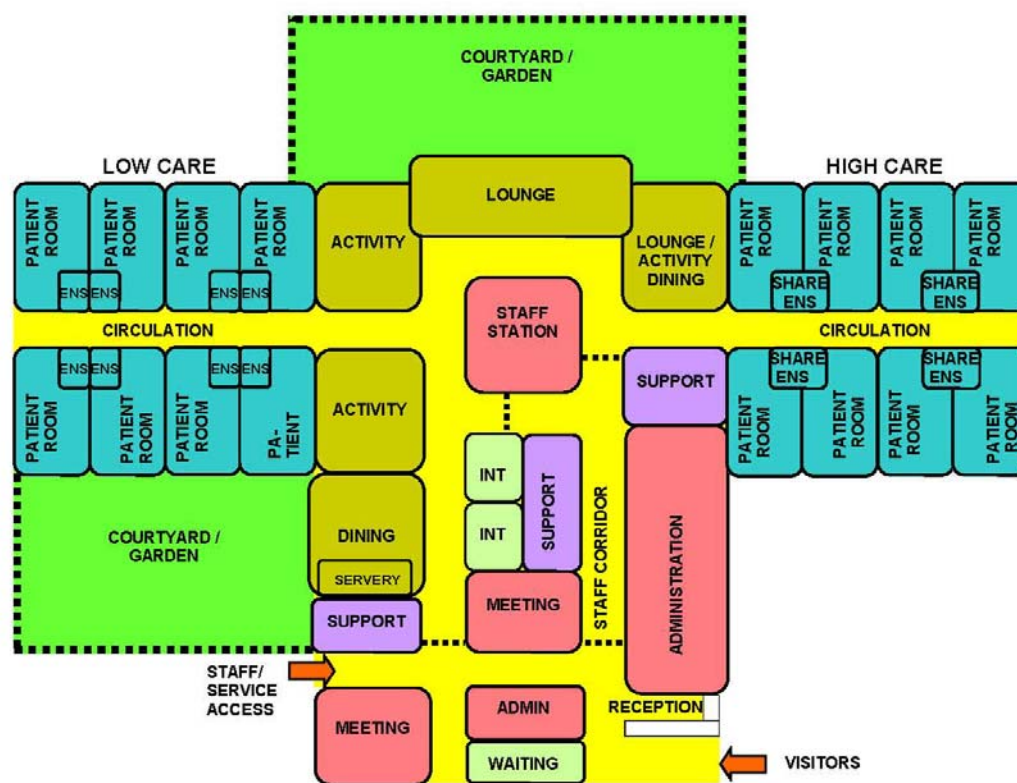 COURTYARD /
GARDEN
LOW CARE
HIGH CARE
PATIENT
ROOM
PATIENT
ROOM
PATIENT
ROOM
PATIENT
ROOM
ENS
ENS
ENS
ENS
ACTIVITY
LOUNGE
LOUNGE /
ACTIVITY
DINING
PATIENT
ROOM
PATIENT
ROOM
PATIENT
ROOM
PATIENT
ROOM
SHARE
ENS
SHARE
ENS
CIRCULATION
STAFF
STATION
CIRCULATION
ENS
ENS
ENS
ENS
PATIENT
ROOM
PATIENT
ROOM
PATIENT
ROOM
PA-
TIENT
ACTIVITY
SUPPORT
SHARE
ENS
SHARE
ENS
PATIENT
ROOM
PATIENT
ROOM
PATIENT
ROOM
PATIENT
ROOM
COURTYARD /
GARDEN
DINING
SERVERY
SUPPORT
INT
INT
SUPPORT
MEETING
STAFF CORRIDOR
ADMINISTRATION
STAFF/
SERVICE
ACCESS
MEETING
ADMIN
WAITING
RECEPTION
VISITORS